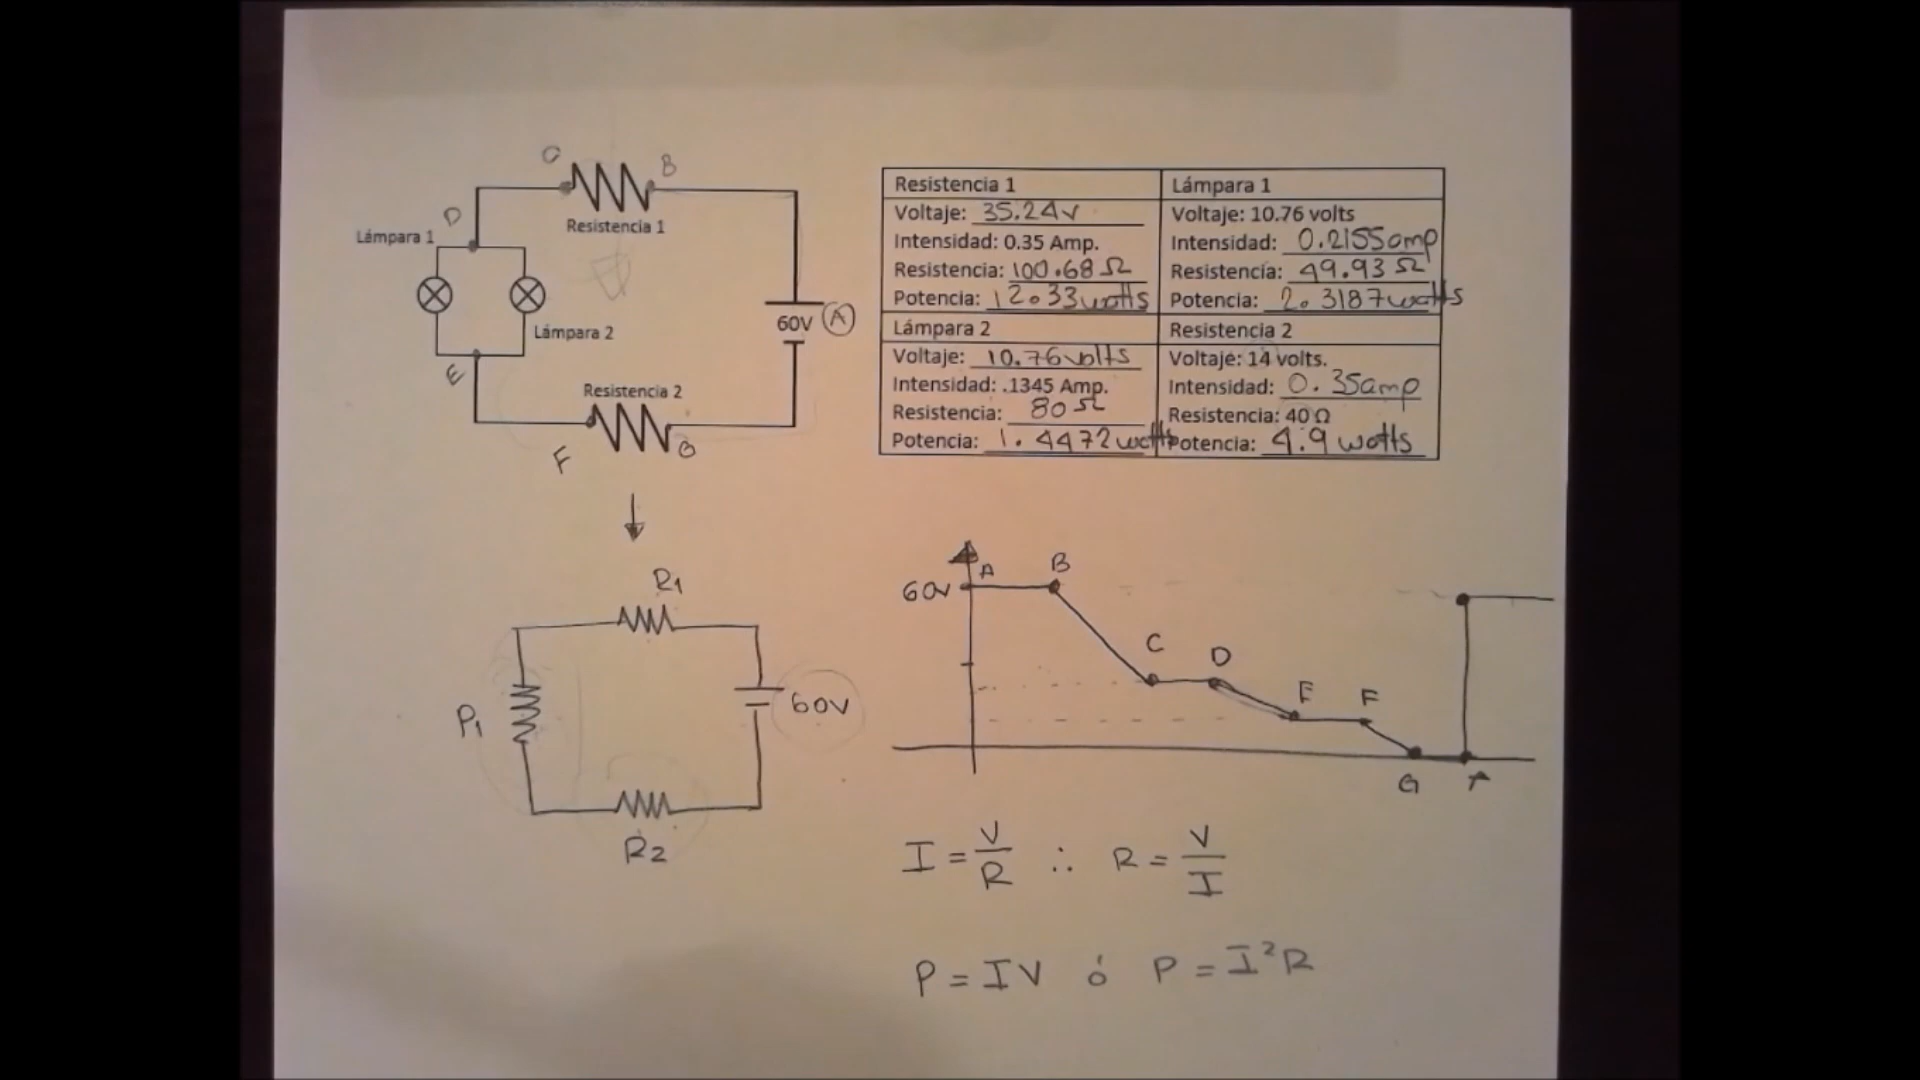 C
B
D
Resistencia 1
Lámpara 1
60V A
Lámpara 2
E
Resistencia 2
F
G
Resistencia 1
Voltaje: 35.24v
Intensidad: 0.35 Amp.
Resistencia: 100.68 Ω
Potencia: 12.33 watts
Lámpara 1
Voltaje: 10.76 volts
Intensidad: 0.2155 amp
Resistencia: 49.93 Ω
Potencia: 2.3187 watts
Lámpara 2
Voltaje: 10.76 volts
Intensidad: .1345 Amp.
Resistencia: 80 Ω
Potencia: 1.4472 watts
Resistencia 2
Voltaje: 14 volts.
Intensidad: 0.35 amp
Resistencia: 40 Ω
Potencia: 4.9 watts
R1
P1
60V
R2
60v
A
B
C
D
E
F
G
A
I = V/R ∴ R = V/I
P = IV ó P = I²R